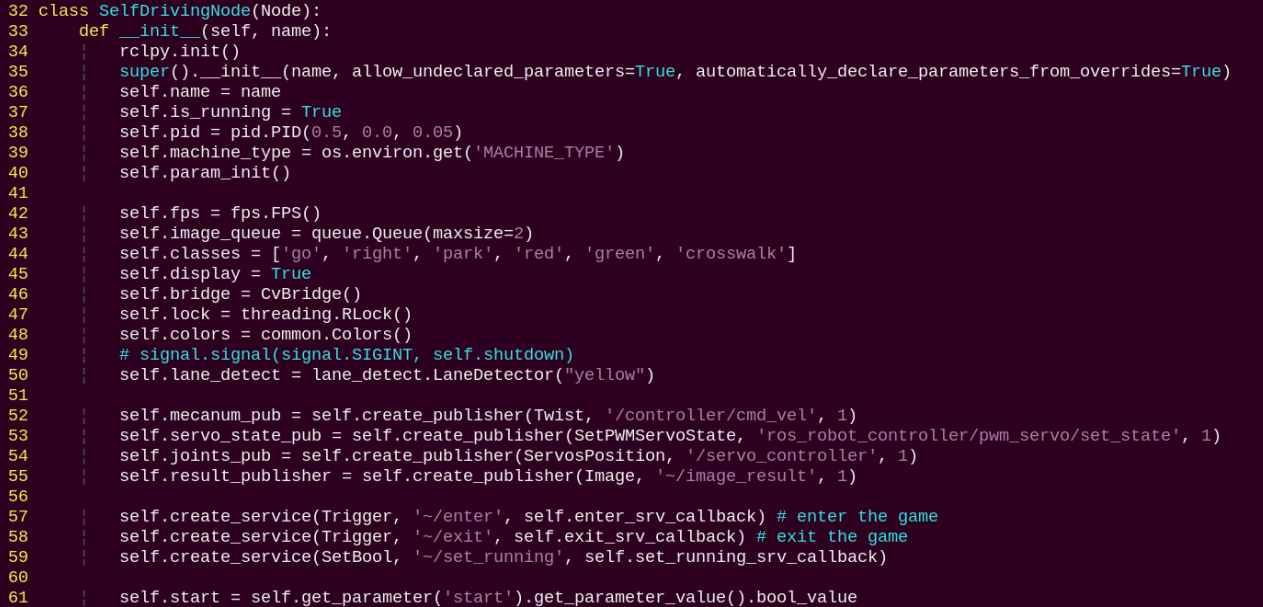 32 class SelfDrivingNode(Node):
33     def __init__(self, name):
34     ¦   rclpy.init()
35     ¦   super().__init__(name, allow_undeclared_parameters=True, automatically_declare_parameters_from_overrides=True)
36     ¦   self.name = name
37     ¦   self.is_running = True
38     ¦   self.pid = pid.PID(0.5, 0.0, 0.05)
39     ¦   self.machine_type = os.environ.get('MACHINE_TYPE')
40     ¦   self.param_init()
41
42     ¦   self.fps = fps.FPS()
43     ¦   self.image_queue = queue.Queue(maxsize=2)
44     ¦   self.classes = ['go', 'right', 'park', 'red', 'green', 'crosswalk']
45     ¦   self.display = True
46     ¦   self.bridge = CvBridge()
47     ¦   self.lock = threading.RLock()
48     ¦   self.colors = common.Colors()
49     ¦   # signal.signal(signal.SIGINT, self.shutdown)
50     ¦   self.lane_detect = lane_detect.LaneDetector("yellow")
51
52     ¦   self.mecanum_pub = self.create_publisher(Twist, '/controller/cmd_vel', 1)
53     ¦   self.servo_state_pub = self.create_publisher(SetPWMServoState, 'ros_robot_controller/pwm_servo/set_state', 1)
54     ¦   self.joints_pub = self.create_publisher(ServosPosition, '/servo_controller', 1)
55     ¦   self.result_publisher = self.create_publisher(Image, '~/image_result', 1)
56
57     ¦   self.create_service(Trigger, '~/enter', self.enter_srv_callback) # enter the game
58     ¦   self.create_service(Trigger, '~/exit', self.exit_srv_callback) # exit the game
59     ¦   self.create_service(SetBool, '~/set_running', self.set_running_srv_callback)
60
61     ¦   self.start = self.get_parameter('start').get_parameter_value().bool_value